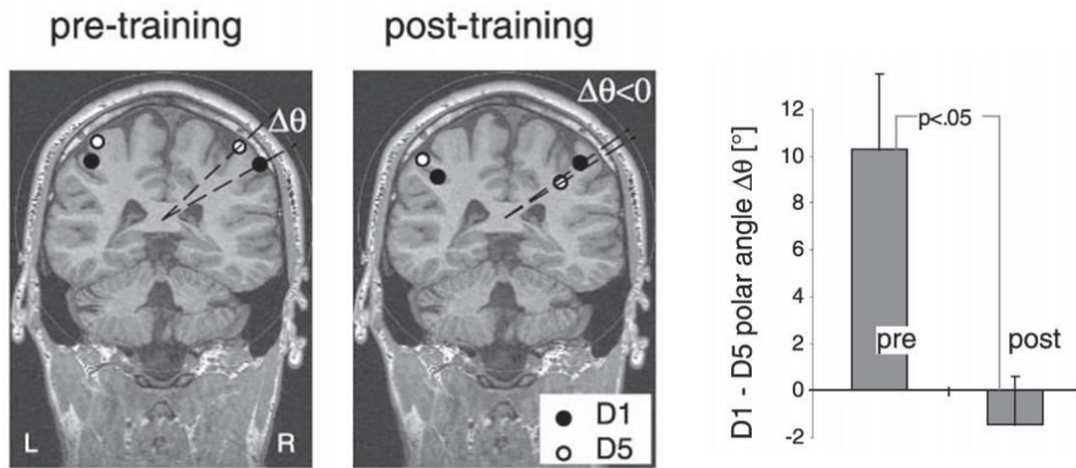 pre-training
post-training
Δθ
Δθ<0
L
R
D1
D5
D1 - D5 polar angle Δθ [°]
12
10
8
6
4
2
0
-2
p<.05
pre
post